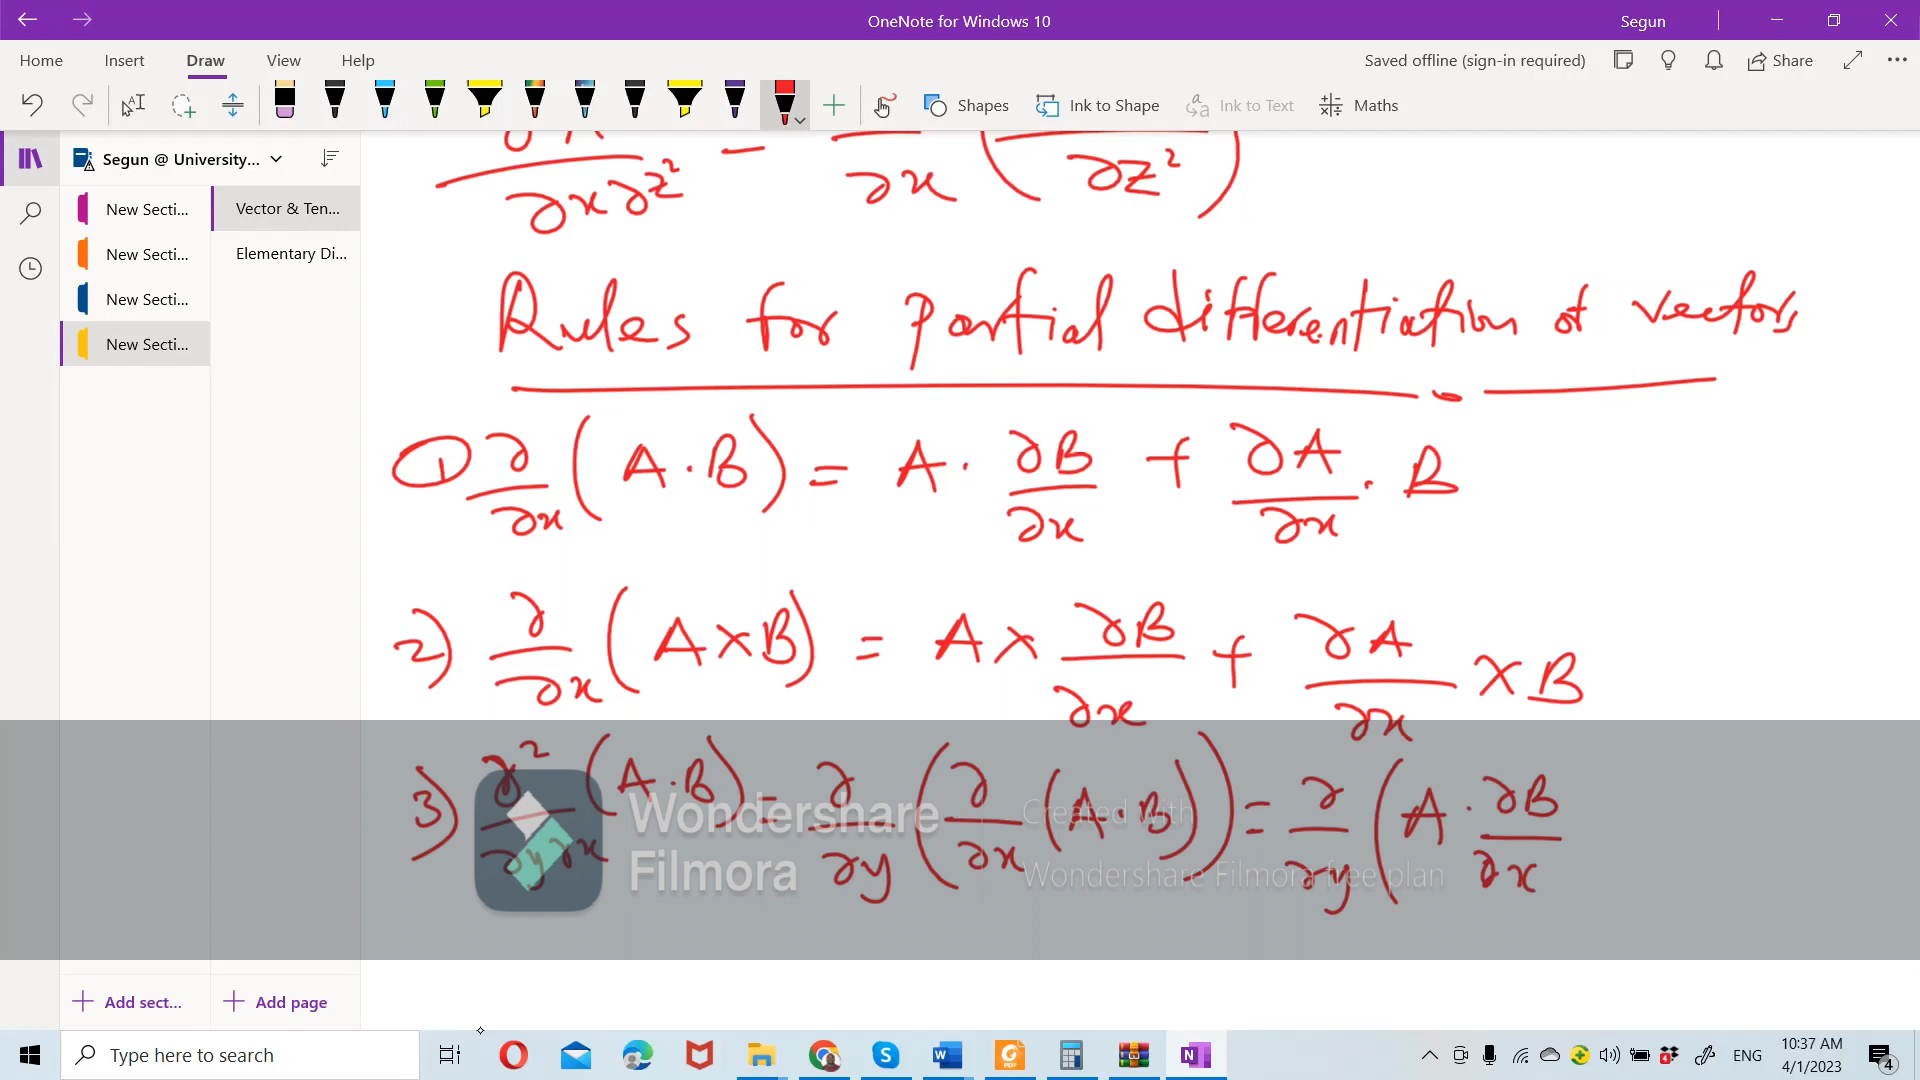 OneNote for Windows 10
Segun
Home Insert Draw View Help
Saved offline (sign-in required) Share
Shapes Ink to Shape Ink to Text Maths
Segun @ University...
New Secti... Vector & Ten...
New Secti... Elementary Di...
New Secti...
New Secti...
∂x∂z² − ∂x ( ∂z² )
Rules for partial differentiation of vectors
① ∂/∂x (A·B) = A · ∂B/∂x + ∂A/∂x · B
2) ∂/∂x (A×B) = A × ∂B/∂x + ∂A/∂x × B
3) ∂²/∂y∂x (A·B) = ∂/∂y (∂/∂x (A·B)) = ∂/∂y (A · ∂B/∂x
Wondershare Filmora
Created with
Wondershare Filmora free plan
Add sect... Add page
Type here to search
ENG
10:37 AM
4/1/2023
4